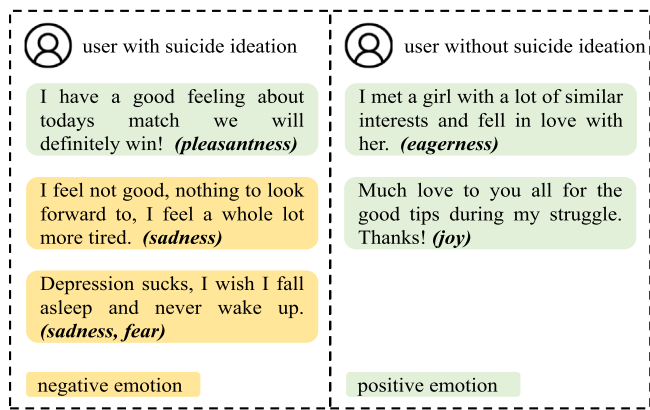 user with suicide ideation
I have a good feeling about
todays match we will
definitely win! (pleasantness)
I feel not good, nothing to look
forward to, I feel a whole lot
more tired. (sadness)
Depression sucks, I wish I fall
asleep and never wake up.
(sadness, fear)
negative emotion
user without suicide ideation
I met a girl with a lot of similar
interests and fell in love with
her. (eagerness)
Much love to you all for the
good tips during my struggle.
Thanks! (joy)
positive emotion